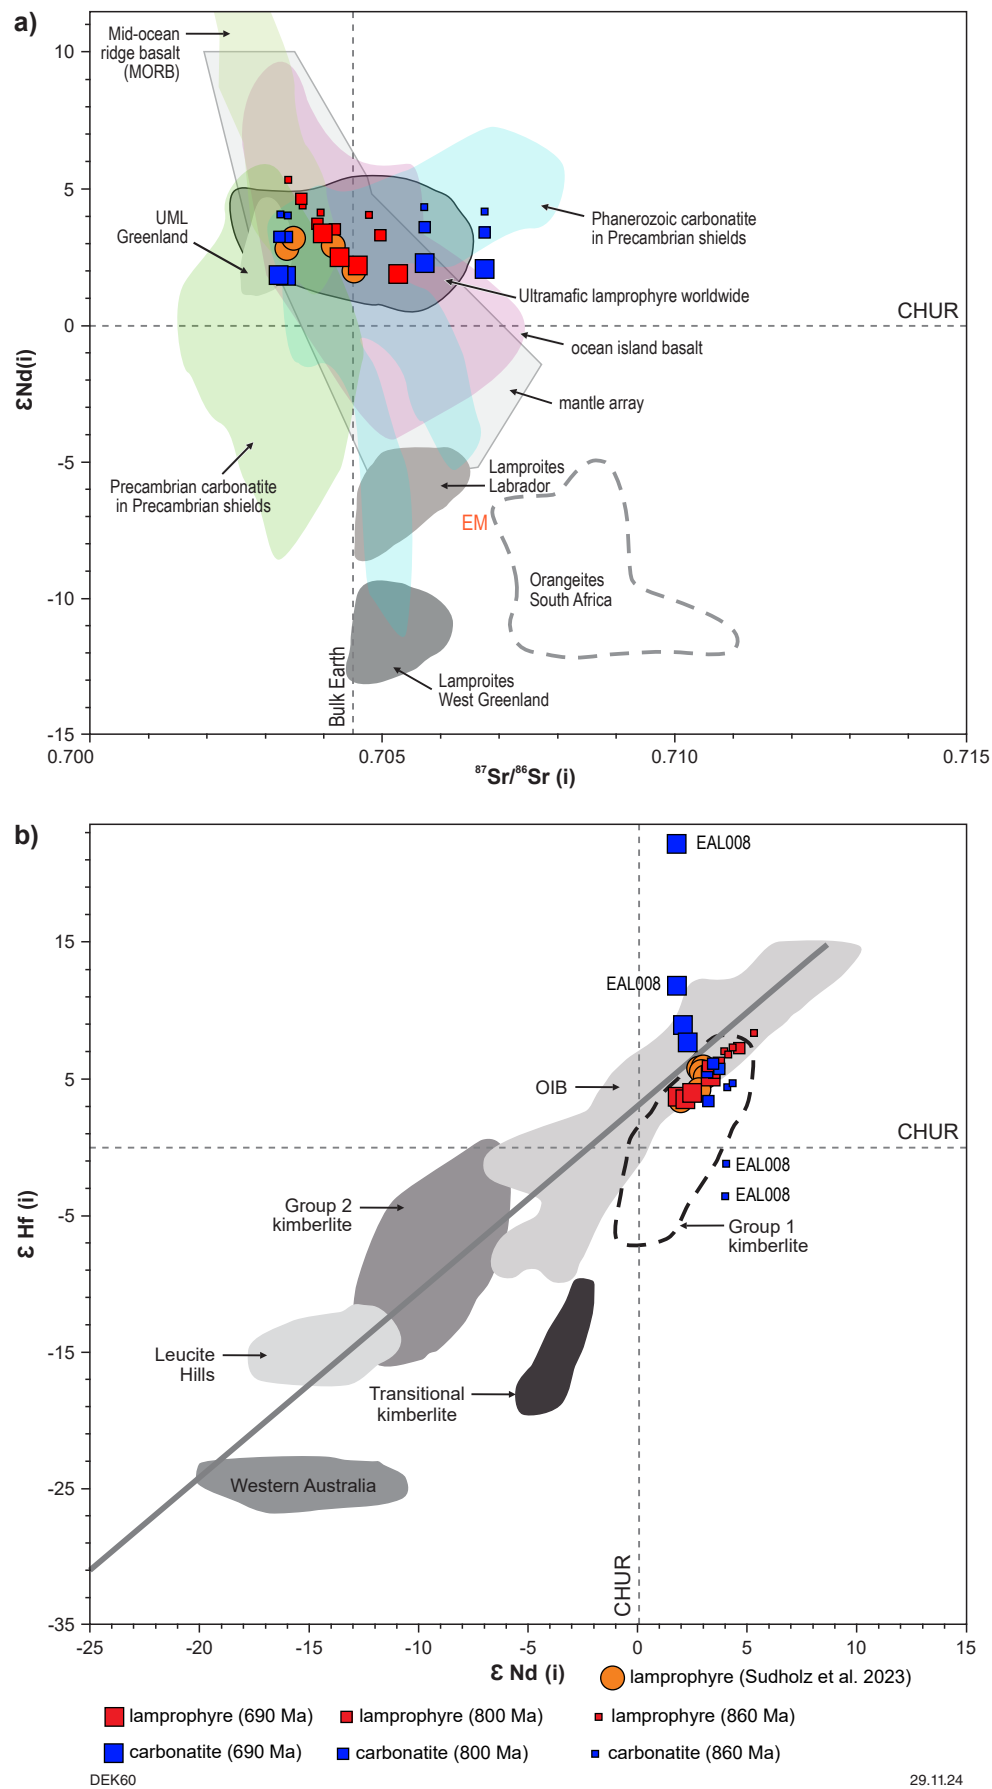 a)
Mid-ocean
ridge basalt
(MORB)
10
5
0
-5
-10
-15
εNd(i)
UML
Greenland
Phanerozoic carbonatite
in Precambrian shields
Ultramafic lamprophyre worldwide
CHUR
ocean island basalt
mantle array
Precambrian carbonatite
in Precambrian shields
Lamproites
Labrador
EM
Orangeites
South Africa
Bulk Earth
Lamproites
West Greenland
0.700
0.705
0.710
0.715
⁸⁷Sr/⁸⁶Sr (i)
b)
EAL008
15
EAL008
5
OIB
CHUR
EAL008
EAL008
-5
ε Hf (i)
Group 2
kimberlite
Group 1
kimberlite
-15
Leucite
Hills
Transitional
kimberlite
-25
Western Australia
CHUR
-35
-25
-20
-15
-10
-5
0
5
10
15
ε Nd (i)
lamprophyre (Sudholz et al. 2023)
lamprophyre (690 Ma)
lamprophyre (800 Ma)
lamprophyre (860 Ma)
carbonatite (690 Ma)
carbonatite (800 Ma)
carbonatite (860 Ma)
DEK60
29.11.24